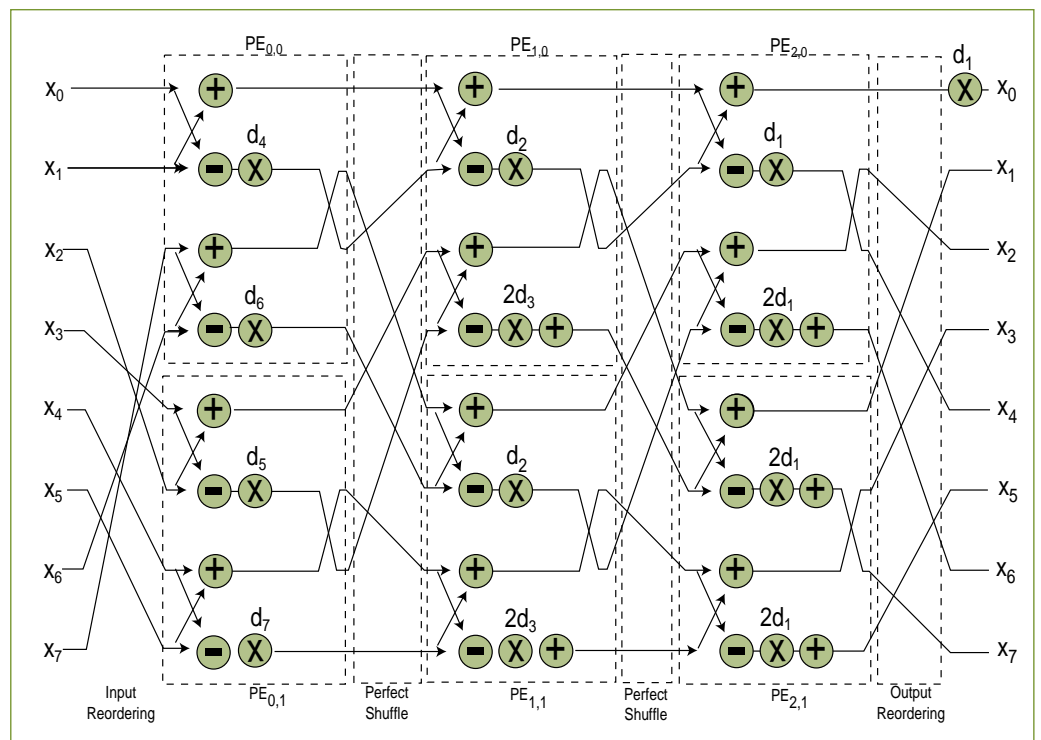 PE0,0 PE1,0 PE2,0
d1
x0 + + + X x0
d4 d2 d1
x1 − X − X − X x1
x2 + + + x2
d6 2d3 2d1
x3 − X − X + − X + x3
x4 + + + x4
d5 d2 2d1
x5 − X − X − X + x5
x6 + + + x6
d7 2d3 2d1
x7 − X − X + − X + x7
Input Reordering PE0,1 Perfect Shuffle PE1,1 Perfect Shuffle PE2,1 Output Reordering